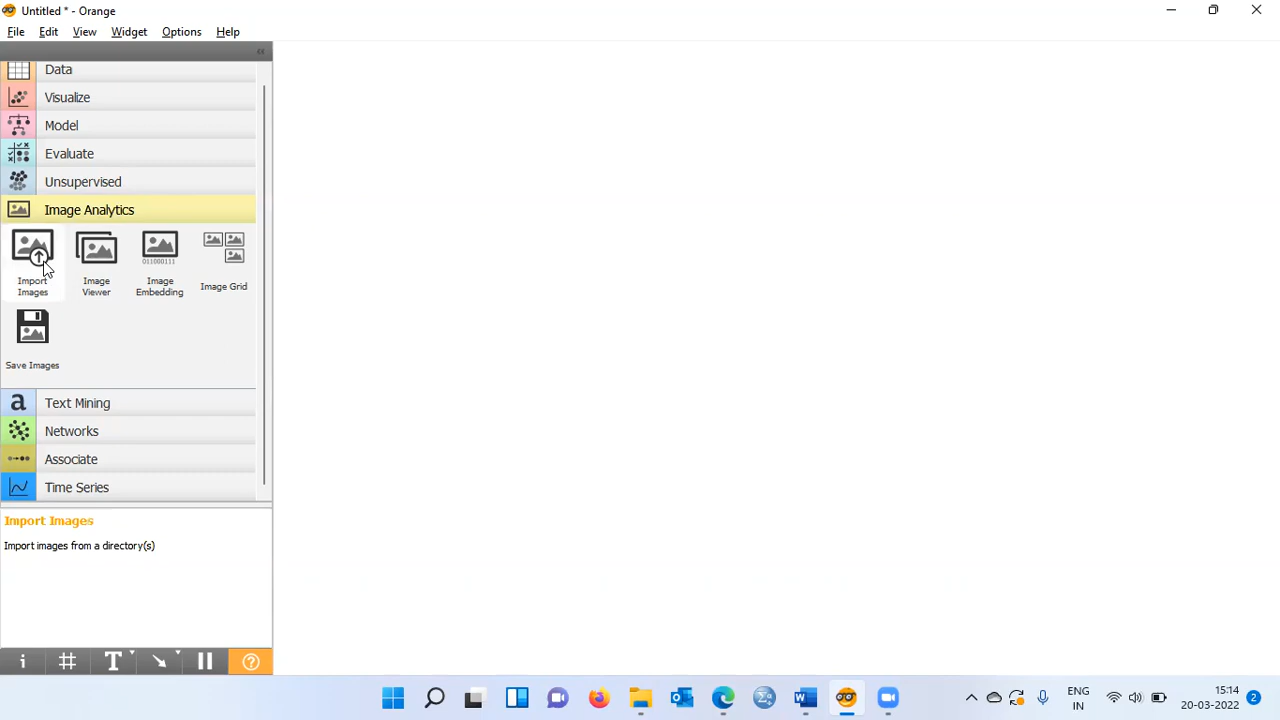 Untitled * - Orange
File Edit View Widget Options Help
Data
Visualize
Model
Evaluate
Unsupervised
Image Analytics
Import Images
Image Viewer
Image Embedding
Image Grid
Save Images
a Text Mining
Networks
Associate
Time Series
Import Images
Import images from a directory(s)
i # T ?
ENG
IN
15:14
20-03-2022
2